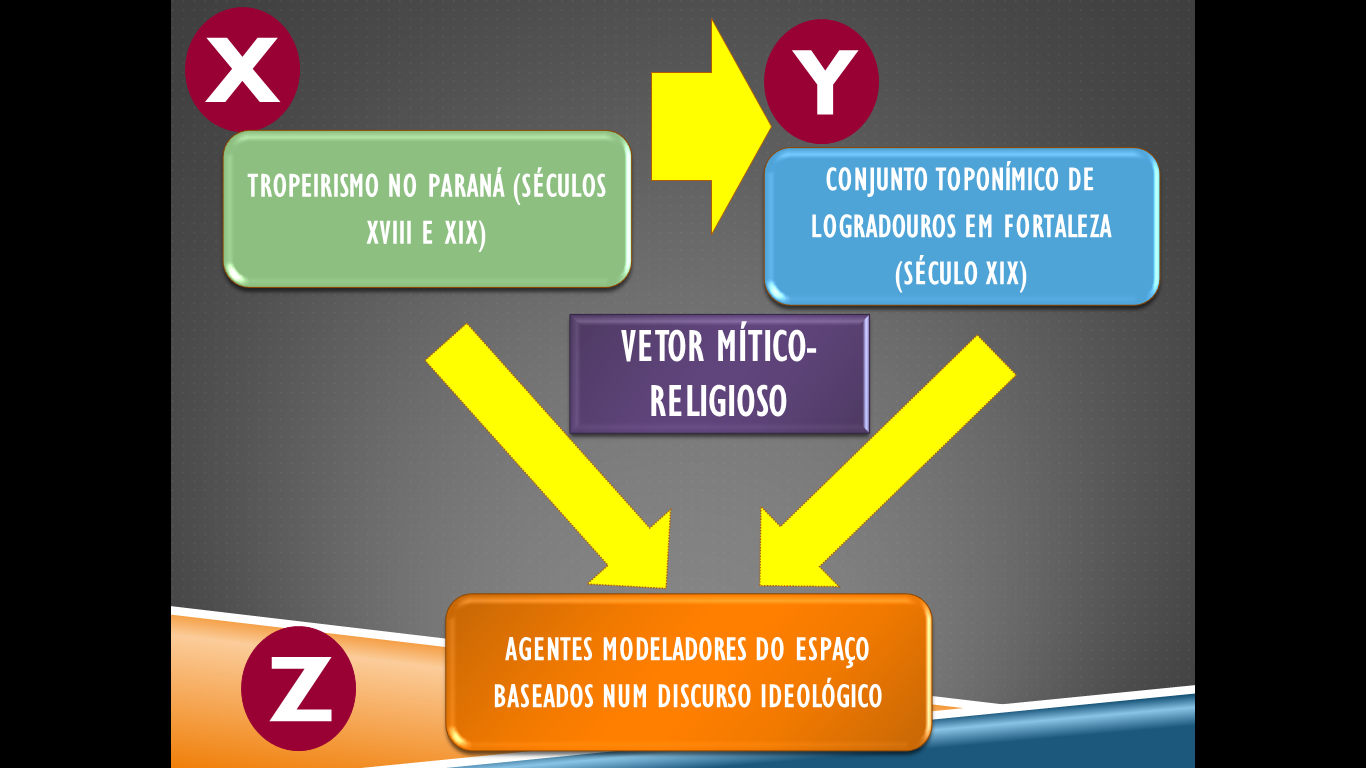 X
TROPEIRISMO NO PARANÁ (SÉCULOS
XVIII E XIX)
Y
CONJUNTO TOPONÍMICO DE
LOGRADOUROS EM FORTALEZA
(SÉCULO XIX)
VETOR MÍTICO-
RELIGIOSO
Z
AGENTES MODELADORES DO ESPAÇO
BASEADOS NUM DISCURSO IDEOLÓGICO